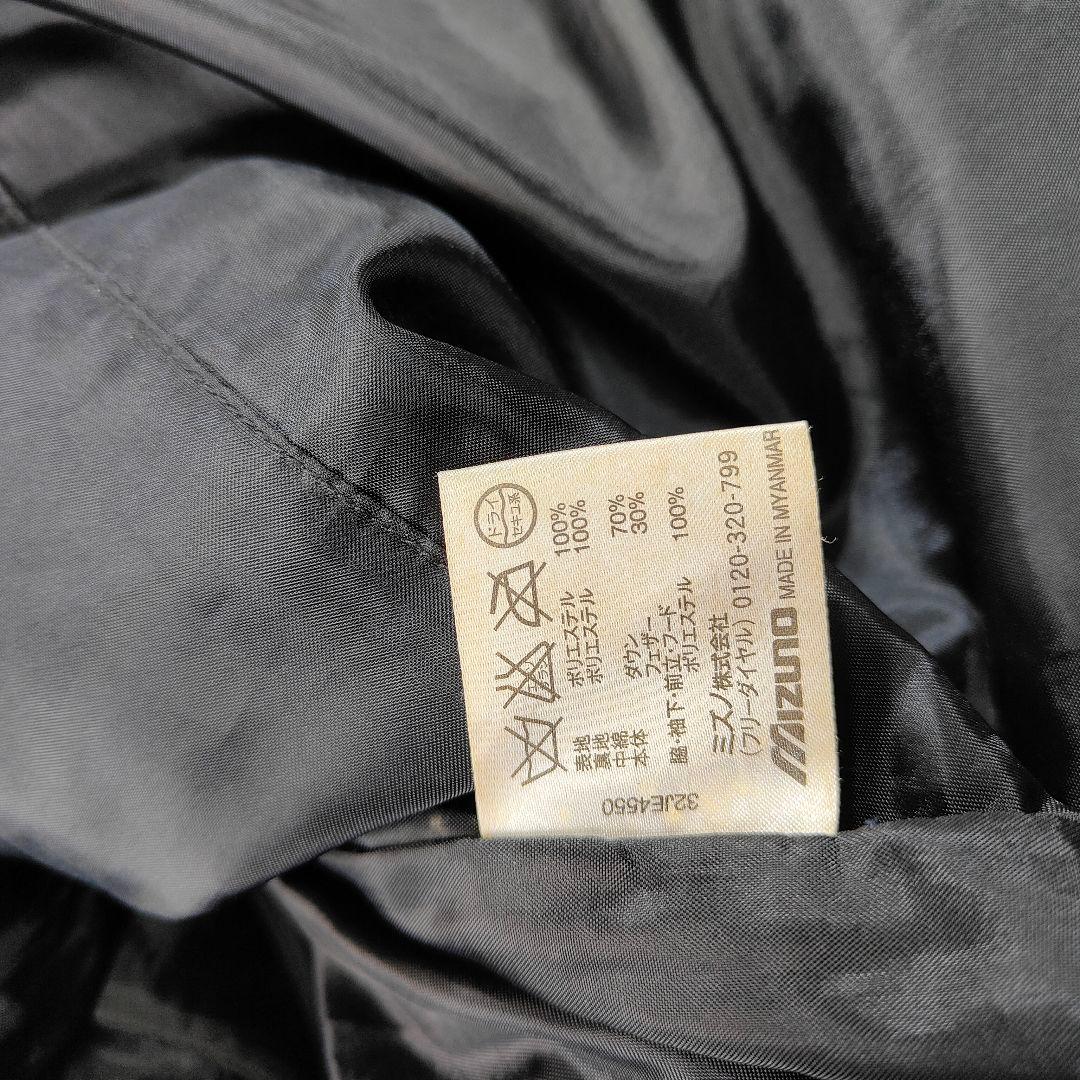 ドライ
セキユ系
表地 ポリエステル 100%
裏地 ポリエステル 100%
中綿
本体 ダウン 70%
フェザー 30%
脇・袖下・前立・フード
ポリエステル 100%
ミズノ株式会社
(フリーダイヤル) 0120-320-799
MIZUNO MADE IN MYANMAR
32JE4550